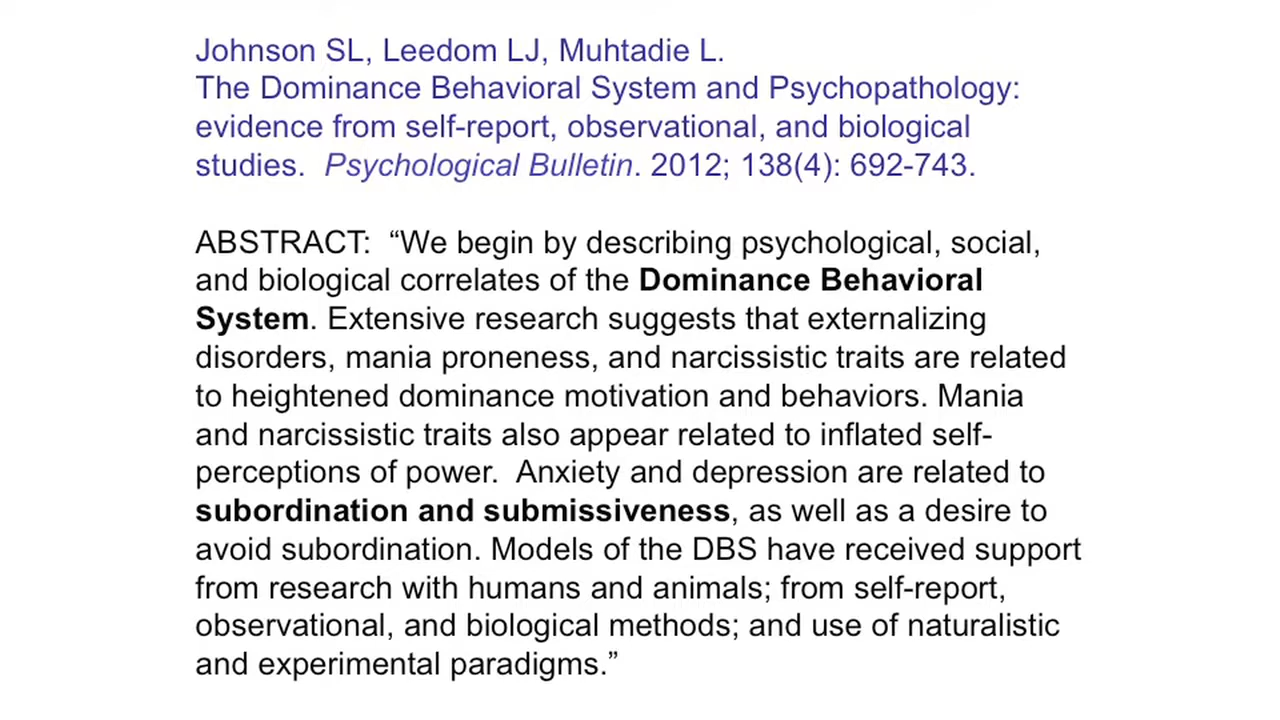 Johnson SL, Leedom LJ, Muhtadie L.
The Dominance Behavioral System and Psychopathology:
evidence from self-report, observational, and biological
studies.  Psychological Bulletin. 2012; 138(4): 692-743.
ABSTRACT:  “We begin by describing psychological, social,
and biological correlates of the Dominance Behavioral
System. Extensive research suggests that externalizing
disorders, mania proneness, and narcissistic traits are related
to heightened dominance motivation and behaviors. Mania
and narcissistic traits also appear related to inflated self-
perceptions of power.  Anxiety and depression are related to
subordination and submissiveness, as well as a desire to
avoid subordination. Models of the DBS have received support
from research with humans and animals; from self-report,
observational, and biological methods; and use of naturalistic
and experimental paradigms.”